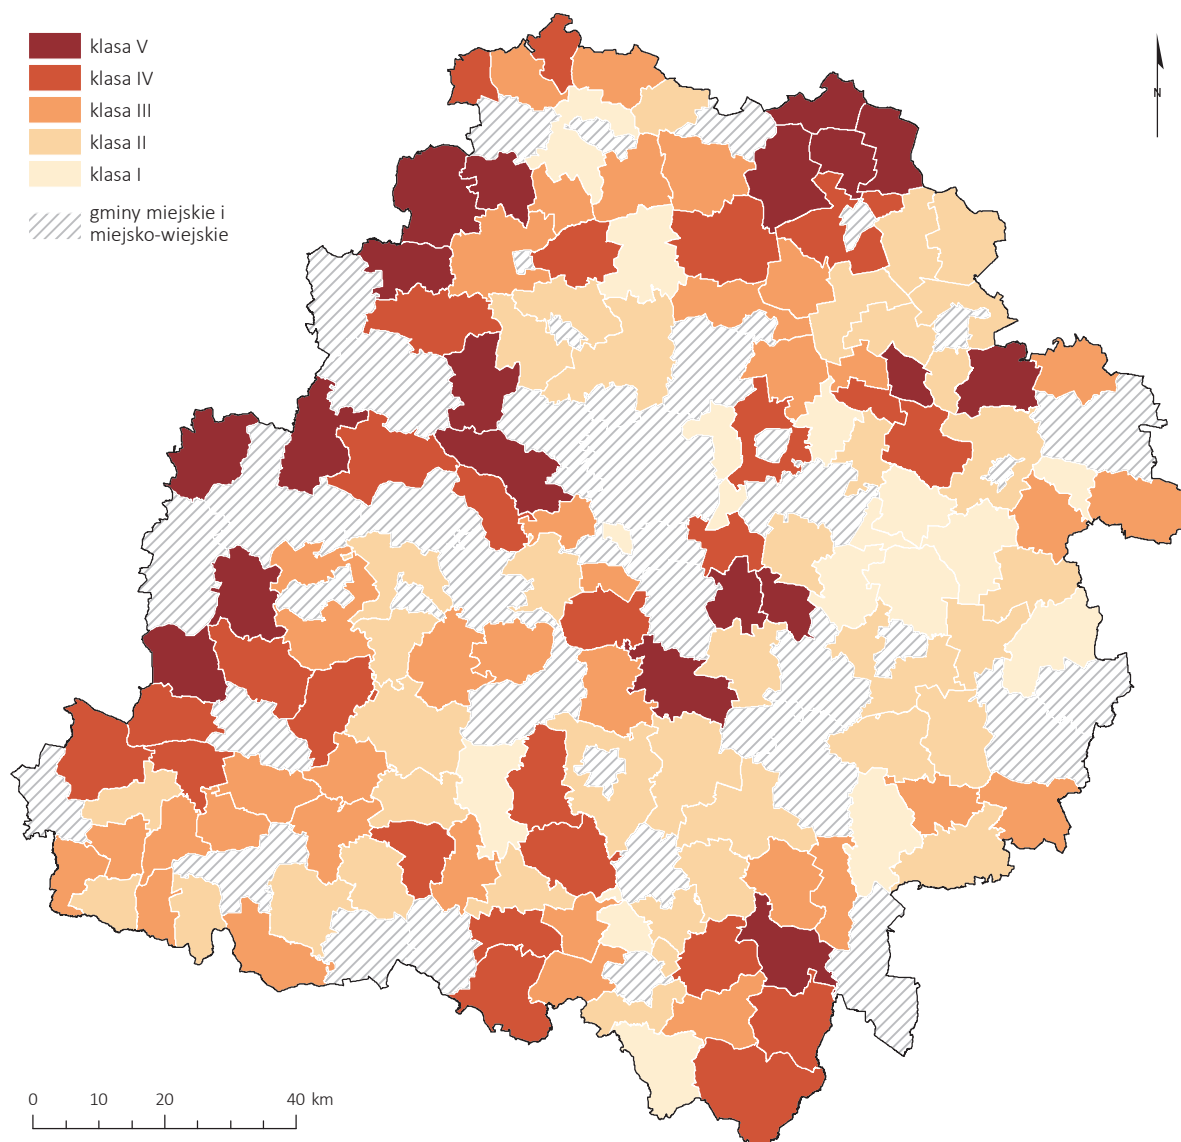 klasa V
klasa IV
klasa III
klasa II
klasa I
gminy miejskie i
miejsko-wiejskie
N
0 10 20 40 km